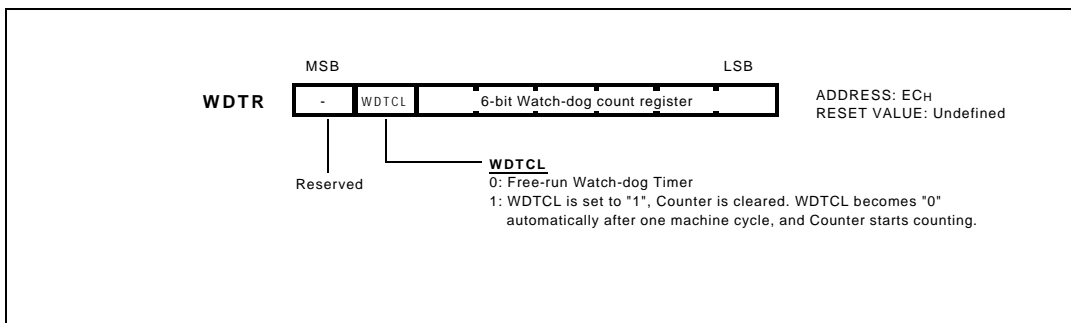 MSB LSB
WDTR - WDTCL 6-bit Watch-dog count register ADDRESS: ECH
RESET VALUE: Undefined
Reserved
WDTCL
0: Free-run Watch-dog Timer
1: WDTCL is set to "1", Counter is cleared. WDTCL becomes "0"
automatically after one machine cycle, and Counter starts counting.